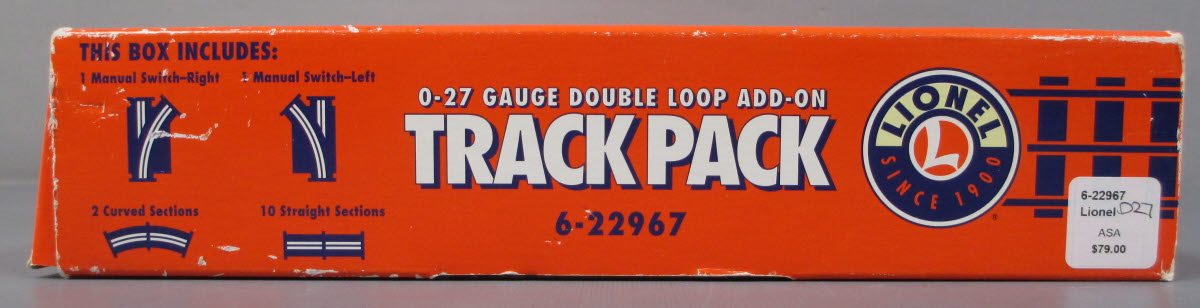 THIS BOX INCLUDES:
1 Manual Switch–Right
1 Manual Switch–Left
2 Curved Sections
10 Straight Sections
0-27 GAUGE DOUBLE LOOP ADD-ON
TRACK PACK
6-22967
LIONEL
L
SINCE 1900
®
6-22967
Lionel 027
ASA
$79.00